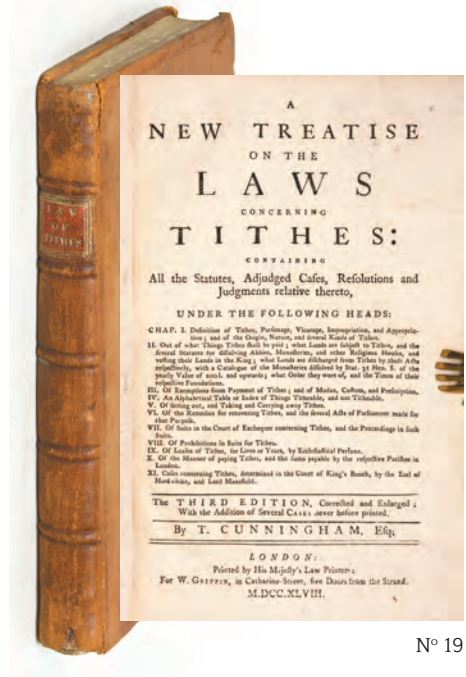 LAW
OF
TITHES
A
NEW TREATISE
ON THE
LAWS
CONCERNING
TITHES:
CONTAINING
All the Statutes, Adjudged Cases, Resolutions and
Judgments relative thereto,
UNDER THE FOLLOWING HEADS:
CHAP. I. Definition of Tithes, Parsonage, Vicarage, Impropriation, and Appropria-
tion; and of the Origin, Nature, and several Kinds of Tithes.
II. Out of what Things Tithes shall be paid; what Lands are subject to Tithes, and the
several Statutes for dissolving Abbies, Monasteries, and other Religious Houses, and
vesting their Lands in the King; what Lands are discharged from Tithes by those Acts
respectively, with a Catalogue of the Monasteries dissolved by Stat. 31 Hen. 8. of the
yearly Value of 200l. and upwards; what Order they were of, and the Times of their
respective Foundations.
III. Of Exemptions from Payment of Tithes; and of Modus, Custom, and Prescription.
IV. An Alphabetical Table or Index of Things Titheable, and not Titheable.
V. Of setting out, and Taking and Carrying away Tithes.
VI. Of the Remedies for recovering Tithes, and the several Acts of Parliament made for
that Purpose.
VII. Of Suits in the Court of Exchequer concerning Tithes, and the Proceedings in such
Suits.
VIII. Of Prohibitions in Suits for Tithes.
IX. Of Leases of Tithes, for Lives or Years, by Ecclesiastical Persons.
X. Of the Manner of paying Tithes, and the sums payable by the respective Parishes in
London.
XI. Cases concerning Tithes, determined in the Court of King's Bench, by the Earl of
Hardwicke, and Lord Mansfield.
The THIRD EDITION, Corrected and Enlarged;
With the Addition of Several CASES never before printed.
By T. CUNNINGHAM, Esq;
LONDON:
Printed by His Majesty's Law Printers;
For W. GRIFFIN, in Catharine-Street, five Doors from the Strand.
M.DCC.XLVIII.
Nº 19